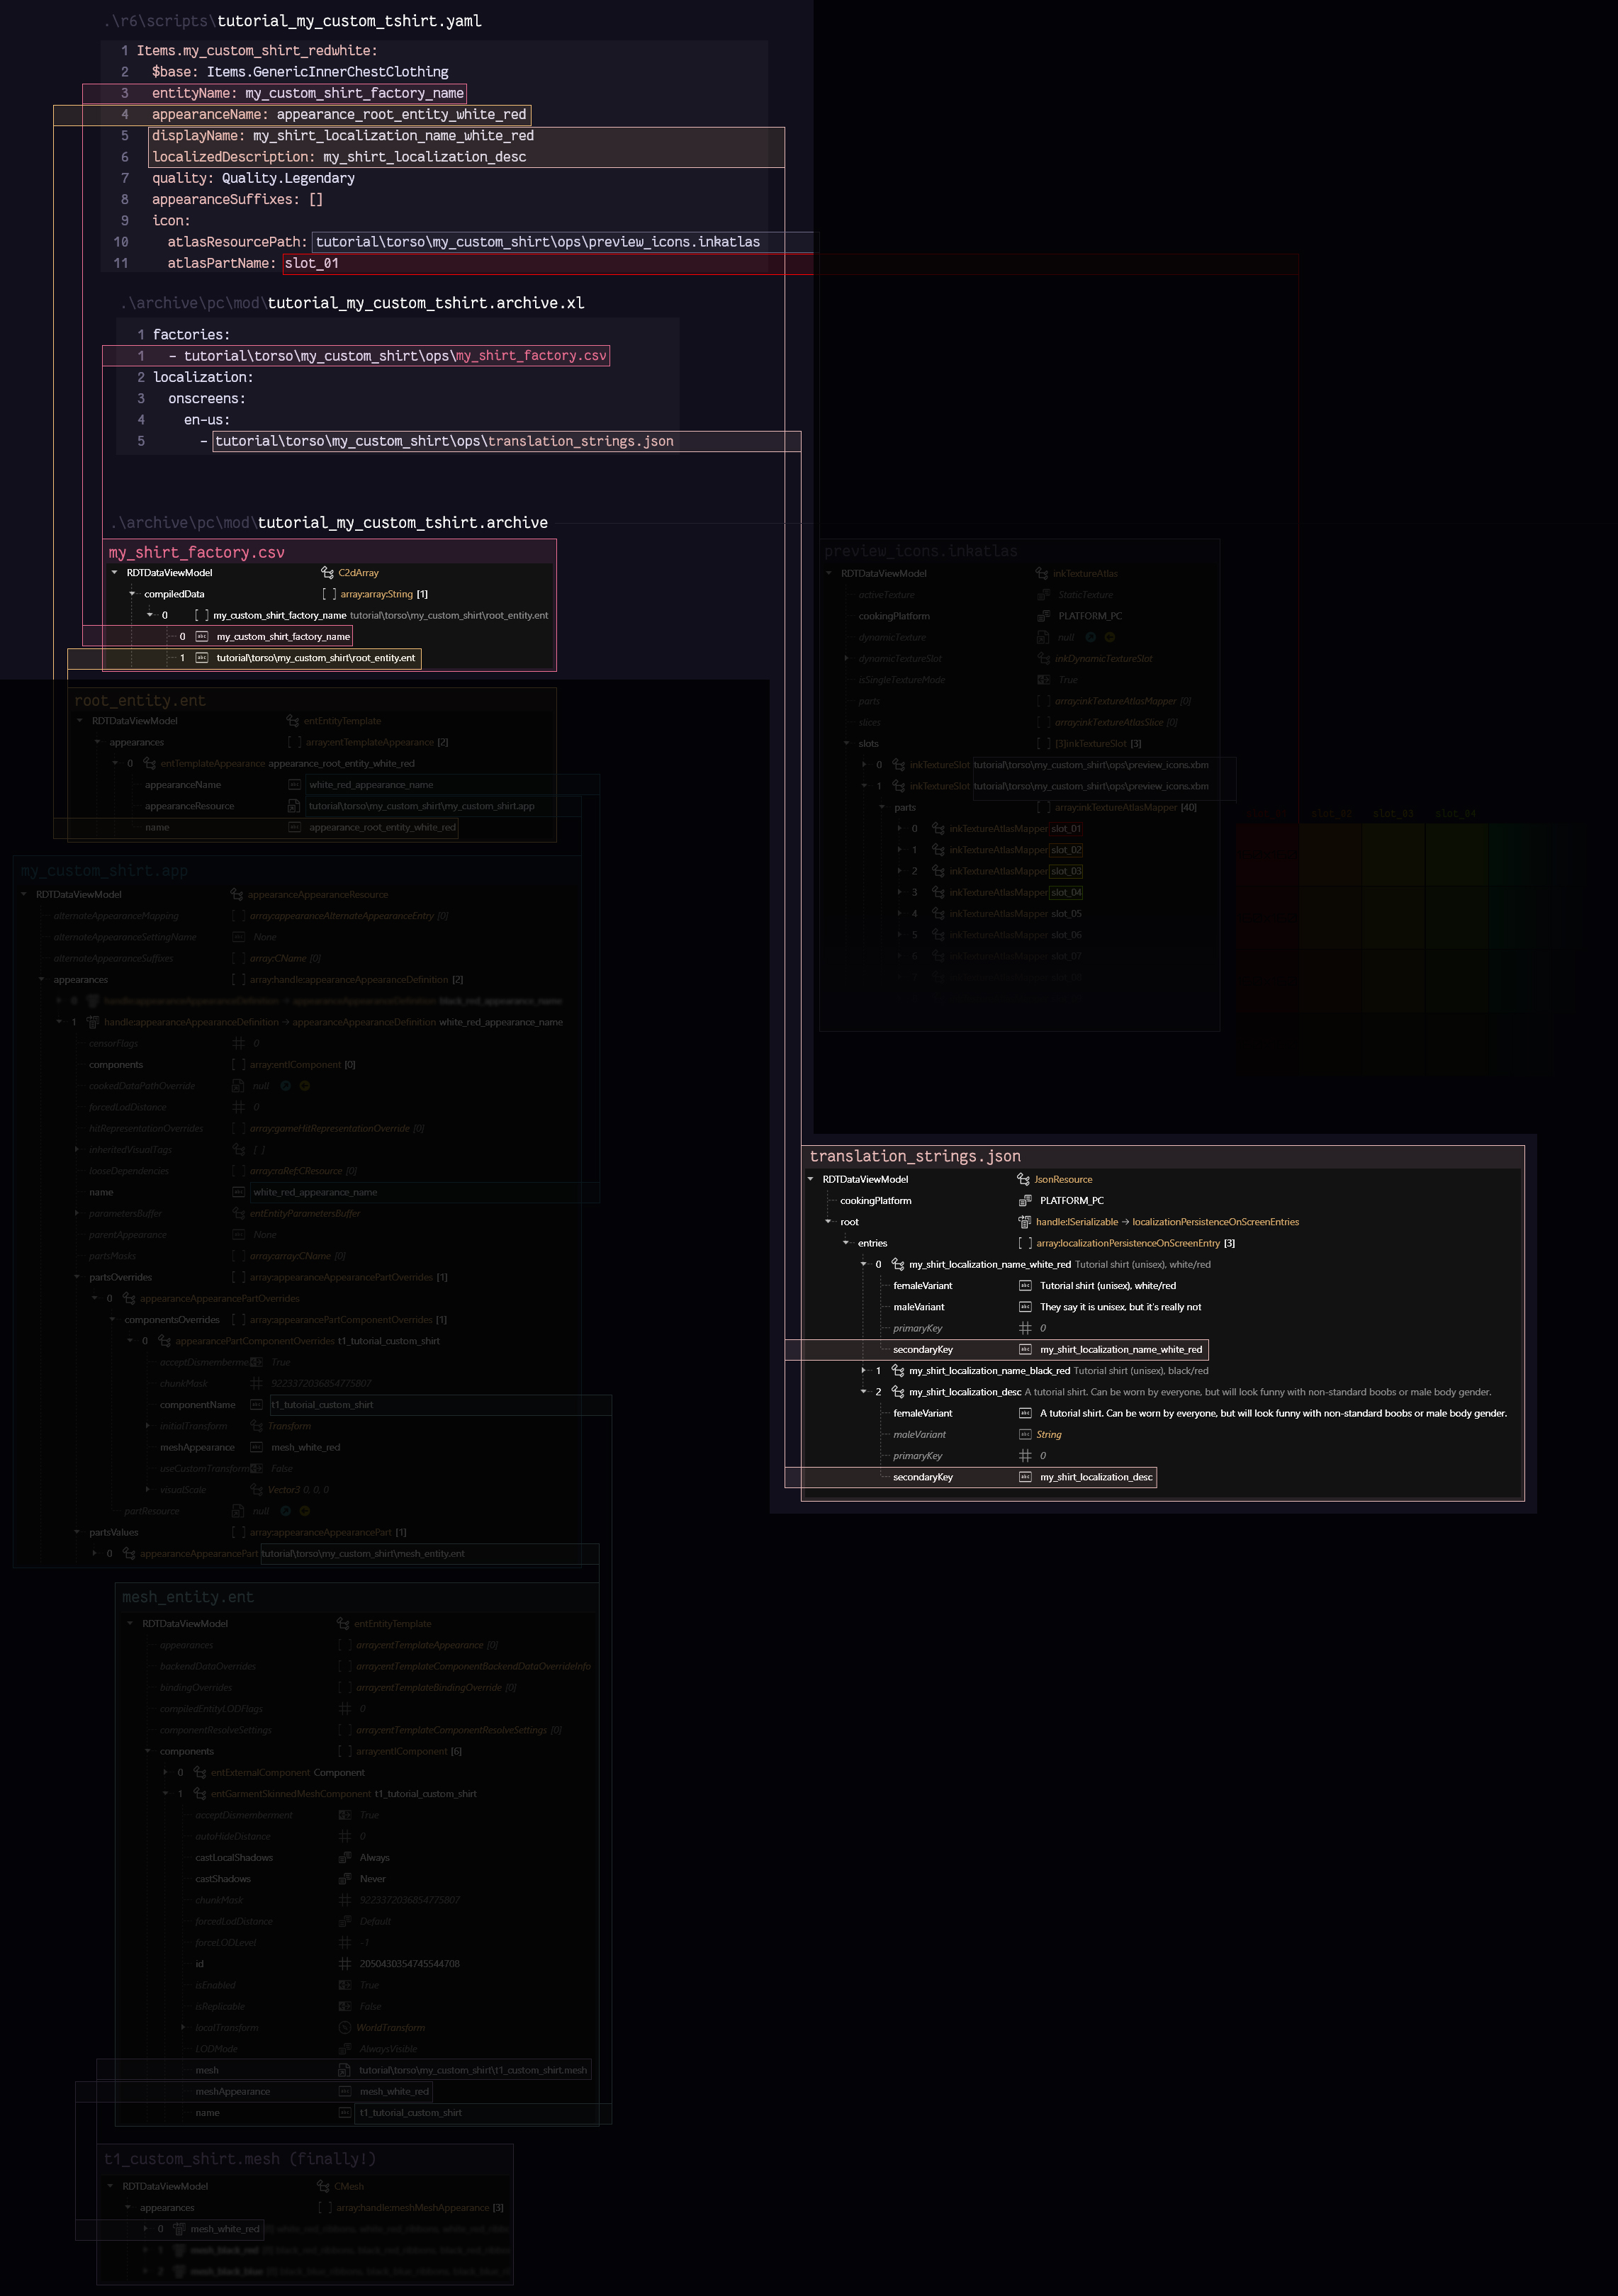 .\r6\scripts\tutorial_my_custom_tshirt.yaml
1 Items.my_custom_shirt_redwhite:
2 $base: Items.GenericInnerChestClothing
3 entityName: my_custom_shirt_factory_name
4 appearanceName: appearance_root_entity_white_red
5 displayName: my_shirt_localization_name_white_red
6 localizedDescription: my_shirt_localization_desc
7 quality: Quality.Legendary
8 appearanceSuffixes: []
9 icon:
10 atlasResourcePath: tutorial\torso\my_custom_shirt\ops\preview_icons.inkatlas
11 atlasPartName: slot_01
.\archive\pc\mod\tutorial_my_custom_tshirt.archive.xl
1 factories:
1 - tutorial\torso\my_custom_shirt\ops\my_shirt_factory.csv
2 localization:
3 onscreens:
4 en-us:
5 - tutorial\torso\my_custom_shirt\ops\translation_strings.json
.\archive\pc\mod\tutorial_my_custom_tshirt.archive
my_shirt_factory.csv
RDTDataViewModel C2dArray
compiledData array:array:String [1]
0 my_custom_shirt_factory_name tutorial\torso\my_custom_shirt\root_entity.ent
0 my_custom_shirt_factory_name
1 tutorial\torso\my_custom_shirt\root_entity.ent
root_entity.ent
RDTDataViewModel entEntityTemplate
appearances array:entTemplateAppearance [2]
0 entTemplateAppearance appearance_root_entity_white_red
appearanceName white_red_appearance_name
appearanceResource tutorial\torso\my_custom_shirt\my_custom_shirt.app
name appearance_root_entity_white_red
my_custom_shirt.app
RDTDataViewModel appearanceAppearanceResource
alternateAppearanceMapping array:appearanceAlternateAppearanceEntry [0]
alternateAppearanceSettingName None
alternateAppearanceSuffixes array:CName [0]
appearances array:handle:appearanceAppearanceDefinition [2]
0 handle:appearanceAppearanceDefinition → appearanceAppearanceDefinition black_red_appearance_name
1 handle:appearanceAppearanceDefinition → appearanceAppearanceDefinition white_red_appearance_name
censorFlags 0
components array:entIComponent [0]
cookedDataPathOverride null
forcedLodDistance 0
hitRepresentationOverrides array:gameHitRepresentationOverride [0]
inheritedVisualTags [ ]
looseDependencies array:raRef:CResource [0]
name white_red_appearance_name
parametersBuffer entEntityParametersBuffer
parentAppearance None
partsMasks array:array:CName [0]
partsOverrides array:appearanceAppearancePartOverrides [1]
0 appearanceAppearancePartOverrides
componentsOverrides array:appearancePartComponentOverrides [1]
0 appearancePartComponentOverrides t1_tutorial_custom_shirt
acceptDismemberme True
chunkMask 9223372036854775807
componentName t1_tutorial_custom_shirt
initialTransform Transform
meshAppearance mesh_white_red
useCustomTransform False
visualScale Vector3 0, 0, 0
partResource null
partsValues array:appearanceAppearancePart [1]
0 appearanceAppearancePart tutorial\torso\my_custom_shirt\mesh_entity.ent
mesh_entity.ent
RDTDataViewModel entEntityTemplate
appearances array:entTemplateAppearance [0]
backendDataOverrides array:entTemplateComponentBackendDataOverrideInfo
bindingOverrides array:entTemplateBindingOverride [0]
compiledEntityLODFlags 0
componentResolveSettings array:entTemplateComponentResolveSettings [0]
components array:entIComponent [6]
0 entExternalComponent Component
1 entGarmentSkinnedMeshComponent t1_tutorial_custom_shirt
acceptDismemberment True
autoHideDistance 0
castLocalShadows Always
castShadows Never
chunkMask 9223372036854775807
forcedLodDistance Default
forceLODLevel -1
id 2050430354745544708
isEnabled True
isReplicable False
localTransform WorldTransform
LODMode AlwaysVisible
mesh tutorial\torso\my_custom_shirt\t1_custom_shirt.mesh
meshAppearance mesh_white_red
name t1_tutorial_custom_shirt
t1_custom_shirt.mesh (finally!)
RDTDataViewModel CMesh
appearances array:handle:meshMeshAppearance [3]
0 mesh_white_red
1 mesh_black_red
2 mesh_black_blue
preview_icons.inkatlas
RDTDataViewModel inkTextureAtlas
activeTexture StaticTexture
cookingPlatform PLATFORM_PC
dynamicTexture null
dynamicTextureSlot inkDynamicTextureSlot
isSingleTextureMode True
parts array:inkTextureAtlasMapper [0]
slices array:inkTextureAtlasSlice [0]
slots [3]inkTextureSlot [3]
0 inkTextureSlot tutorial\torso\my_custom_shirt\ops\preview_icons.xbm
1 inkTextureSlot tutorial\torso\my_custom_shirt\ops\preview_icons.xbm
parts array:inkTextureAtlasMapper [40]
0 inkTextureAtlasMapper slot_01
1 inkTextureAtlasMapper slot_02
2 inkTextureAtlasMapper slot_03
3 inkTextureAtlasMapper slot_04
4 inkTextureAtlasMapper slot_05
5 inkTextureAtlasMapper slot_06
6 inkTextureAtlasMapper slot_07
slot_02 slot_03 slot_04
translation_strings.json
RDTDataViewModel JsonResource
cookingPlatform PLATFORM_PC
root handle:ISerializable → localizationPersistenceOnScreenEntries
entries array:localizationPersistenceOnScreenEntry [3]
0 my_shirt_localization_name_white_red Tutorial shirt (unisex), white/red
femaleVariant Tutorial shirt (unisex), white/red
maleVariant They say it is unisex, but it's really not
primaryKey 0
secondaryKey my_shirt_localization_name_white_red
1 my_shirt_localization_name_black_red Tutorial shirt (unisex), black/red
2 my_shirt_localization_desc A tutorial shirt. Can be worn by everyone, but will look funny with non-standard boobs or male body gender.
femaleVariant A tutorial shirt. Can be worn by everyone, but will look funny with non-standard boobs or male body gender.
maleVariant String
primaryKey 0
secondaryKey my_shirt_localization_desc